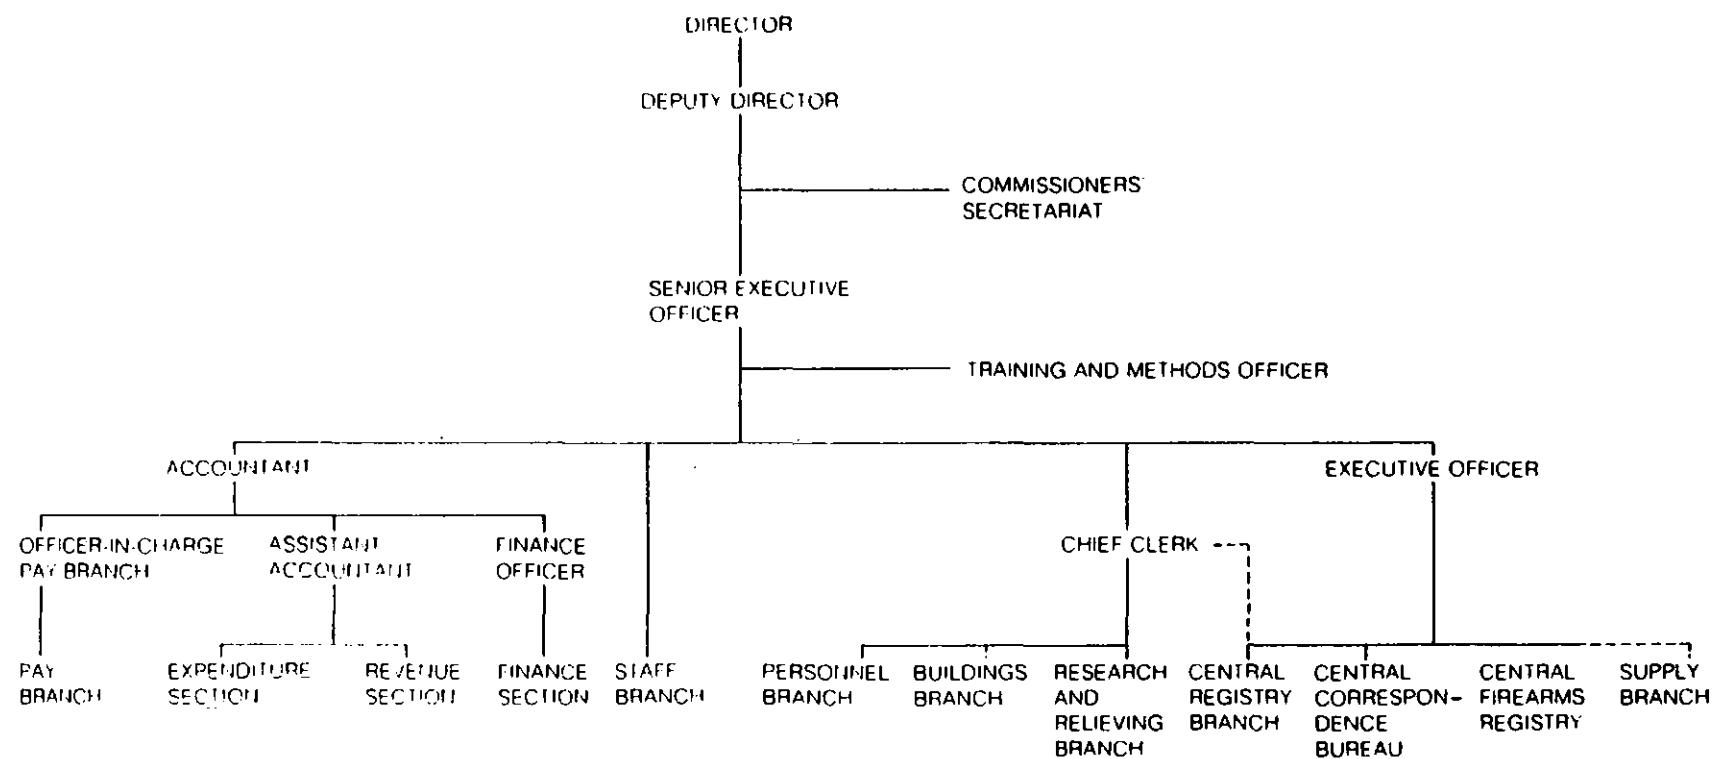 DIRECTOR
DEPUTY DIRECTOR
COMMISSIONERS'
SECRETARIAT
SENIOR EXECUTIVE
OFFICER
TRAINING AND METHODS OFFICER
ACCOUNTANT
EXECUTIVE OFFICER
OFFICER-IN-CHARGE
PAY BRANCH
ASSISTANT
ACCOUNTANT
FINANCE
OFFICER
CHIEF CLERK
PAY
BRANCH
EXPENDITURE
SECTION
REVENUE
SECTION
FINANCE
SECTION
STAFF
BRANCH
PERSONNEL
BRANCH
BUILDINGS
BRANCH
RESEARCH
AND
RELIEVING
BRANCH
CENTRAL
REGISTRY
BRANCH
CENTRAL
CORRESPON-
DENCE
BUREAU
CENTRAL
FIREARMS
REGISTRY
SUPPLY
BRANCH